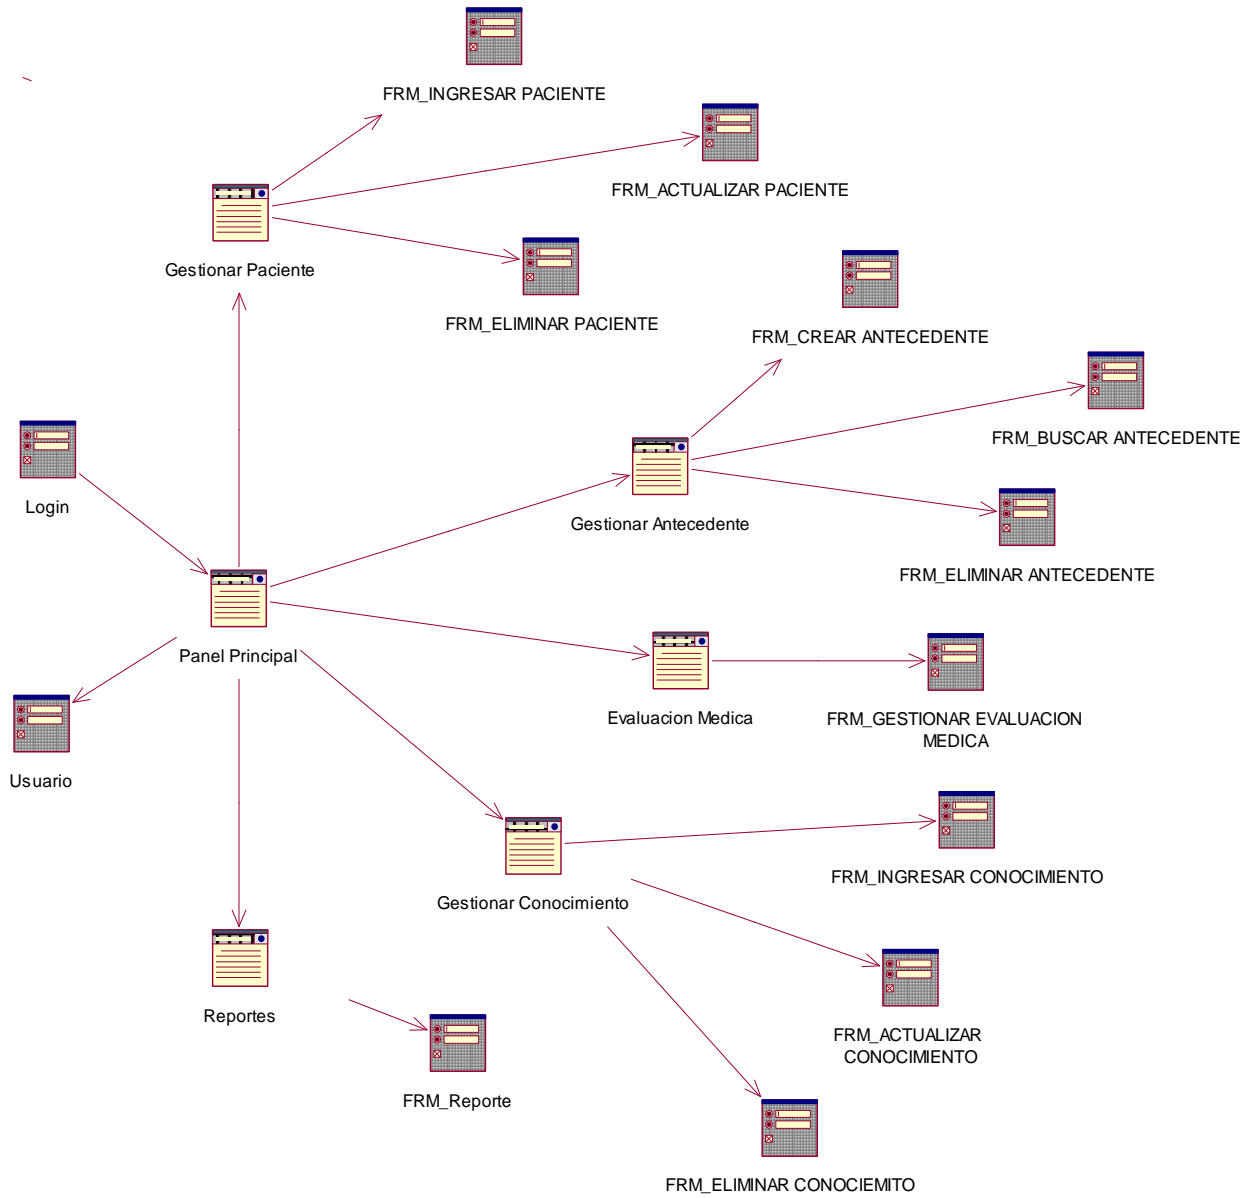 FRM_INGRESAR PACIENTE
FRM_ACTUALIZAR PACIENTE
Gestionar Paciente
FRM_ELIMINAR PACIENTE
FRM_CREAR ANTECEDENTE
FRM_BUSCAR ANTECEDENTE
Login
Gestionar Antecedente
FRM_ELIMINAR ANTECEDENTE
Panel Principal
Evaluacion Medica
FRM_GESTIONAR EVALUACION
MEDICA
Usuario
FRM_INGRESAR CONOCIMIENTO
Gestionar Conocimiento
Reportes
FRM_ACTUALIZAR
CONOCIMIENTO
FRM_Reporte
FRM_ELIMINAR CONOCIEMITO